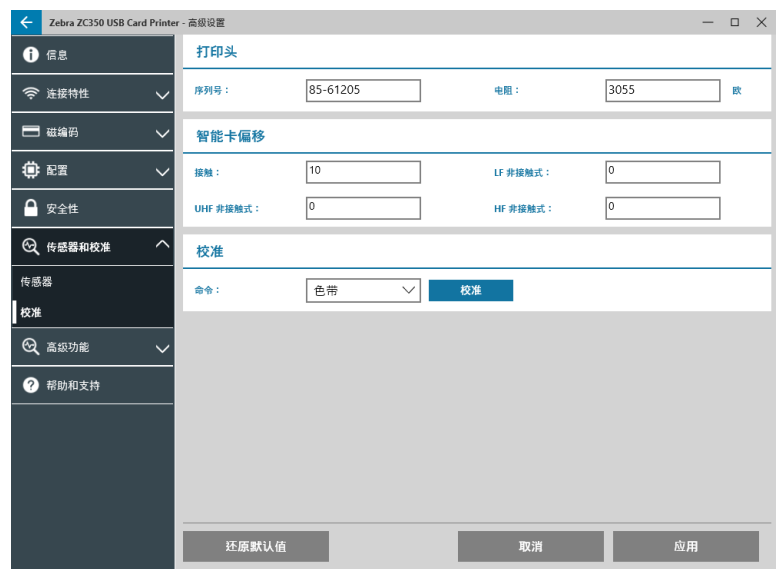 Zebra ZC350 USB Card Printer - 高级设置
信息
连接特性
磁编码
配置
安全性
传感器和校准
传感器
校准
高级功能
帮助和支持
打印头
序列号： 85-61205 电阻： 3055 欧
智能卡偏移
接触： 10 LF 非接触式： 0
UHF 非接触式： 0 HF 非接触式： 0
校准
命令： 色带 校准
还原默认值 取消 应用